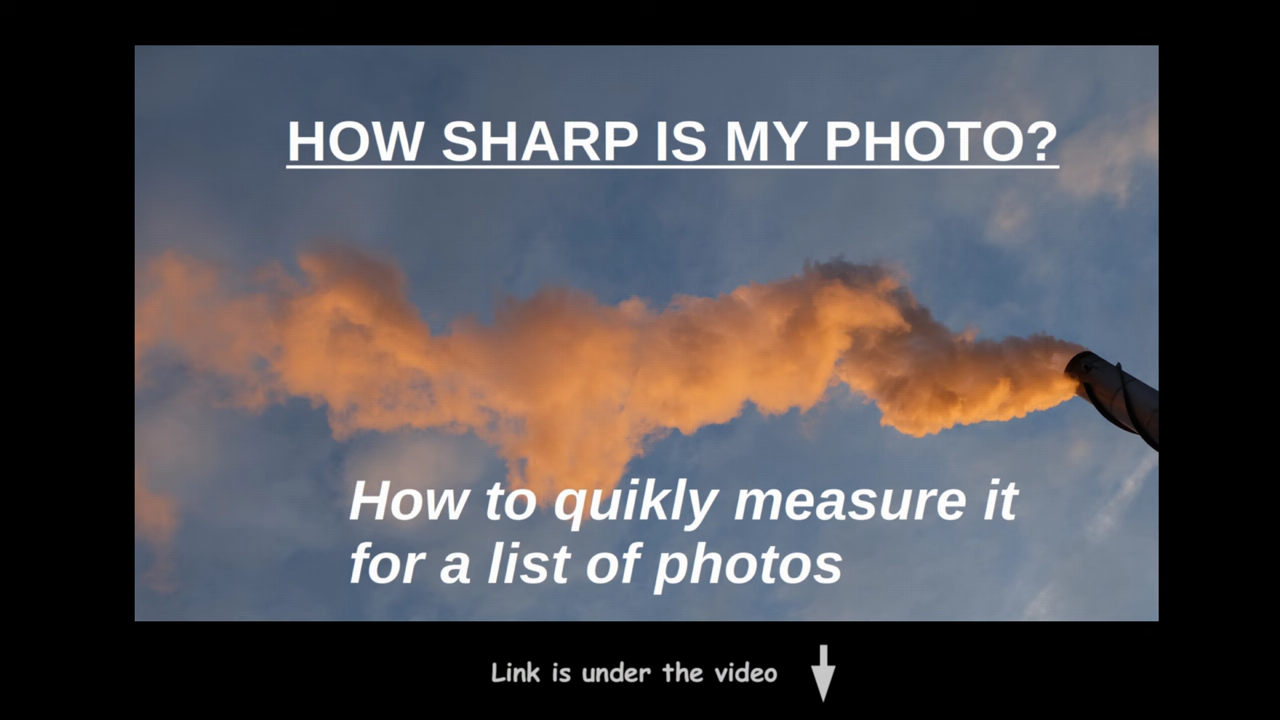 HOW SHARP IS MY PHOTO?
How to quikly measure it
for a list of photos
Link is under the video